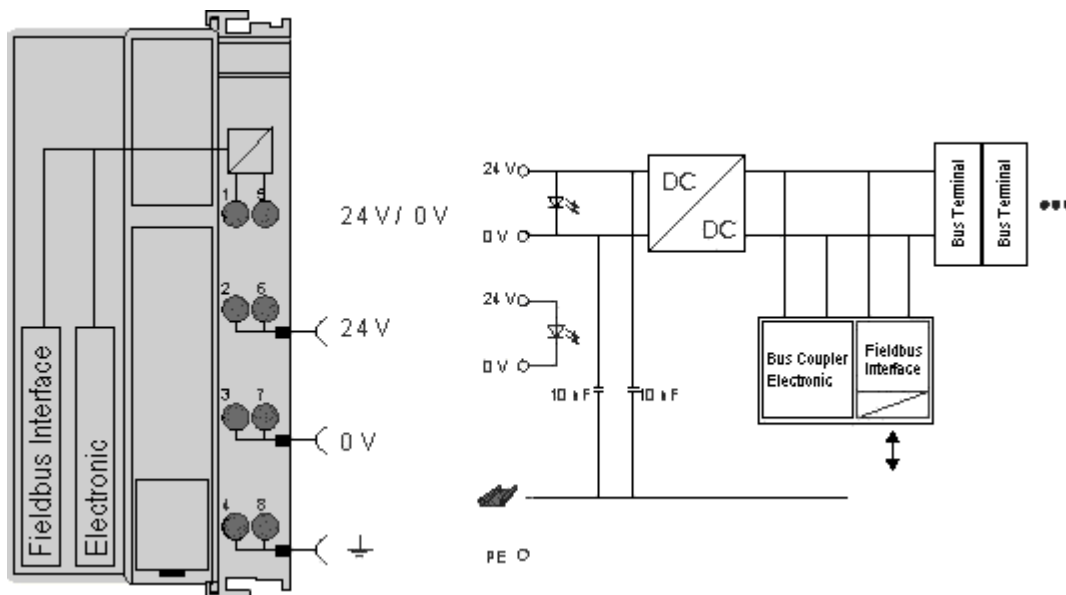 1 5
24 V / 0 V
2 6
24 V
3 7
0 V
4 8
Fieldbus Interface
Electronic
24 V
0 V
24 V
0 V
DC
DC
Bus Terminal
Bus Terminal
Bus Coupler
Electronic
Fieldbus
Interface
10 nF
10 nF
PE